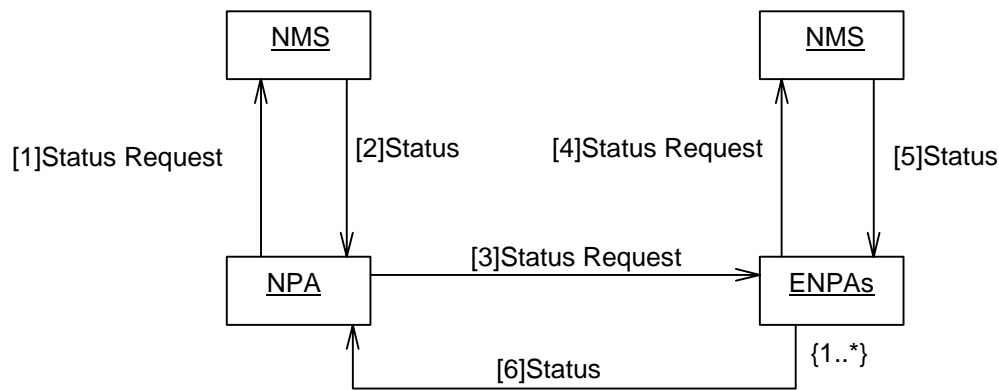 NMS
NMS
[1]Status Request
[2]Status
[4]Status Request
[5]Status
[3]Status Request
NPA
ENPAs
[6]Status
{1..*}